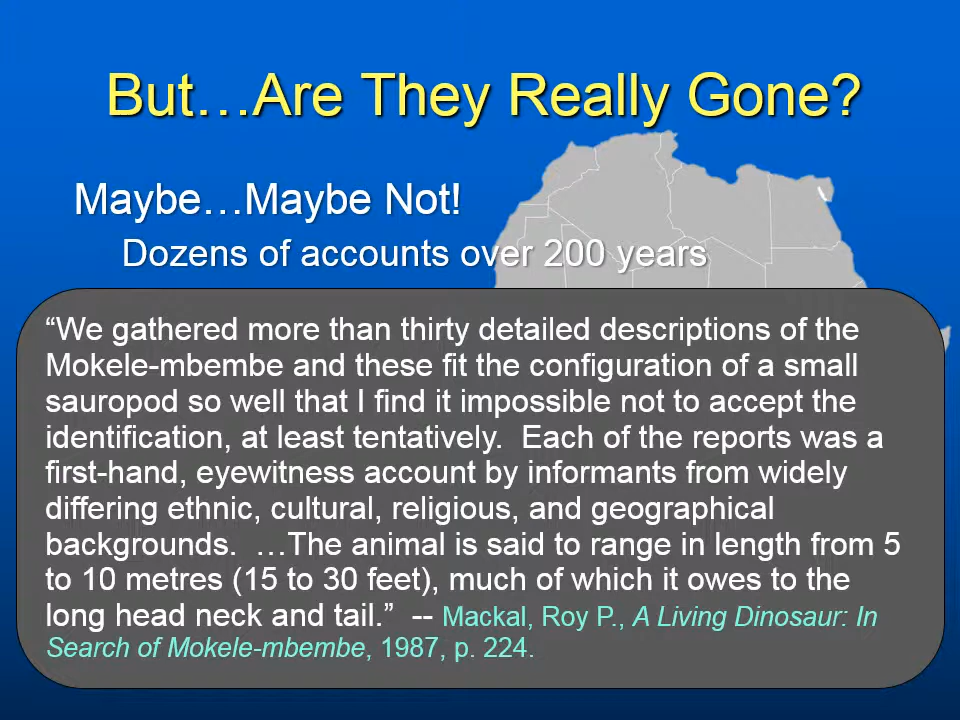 But…Are They Really Gone?
Maybe…Maybe Not!
Dozens of accounts over 200 years
“We gathered more than thirty detailed descriptions of the
Mokele-mbembe and these fit the configuration of a small
sauropod so well that I find it impossible not to accept the
identification, at least tentatively.  Each of the reports was a
first-hand, eyewitness account by informants from widely
differing ethnic, cultural, religious, and geographical
backgrounds.  …The animal is said to range in length from 5
to 10 metres (15 to 30 feet), much of which it owes to the
long head neck and tail.”  -- Mackal, Roy P., A Living Dinosaur: In
Search of Mokele-mbembe, 1987, p. 224.